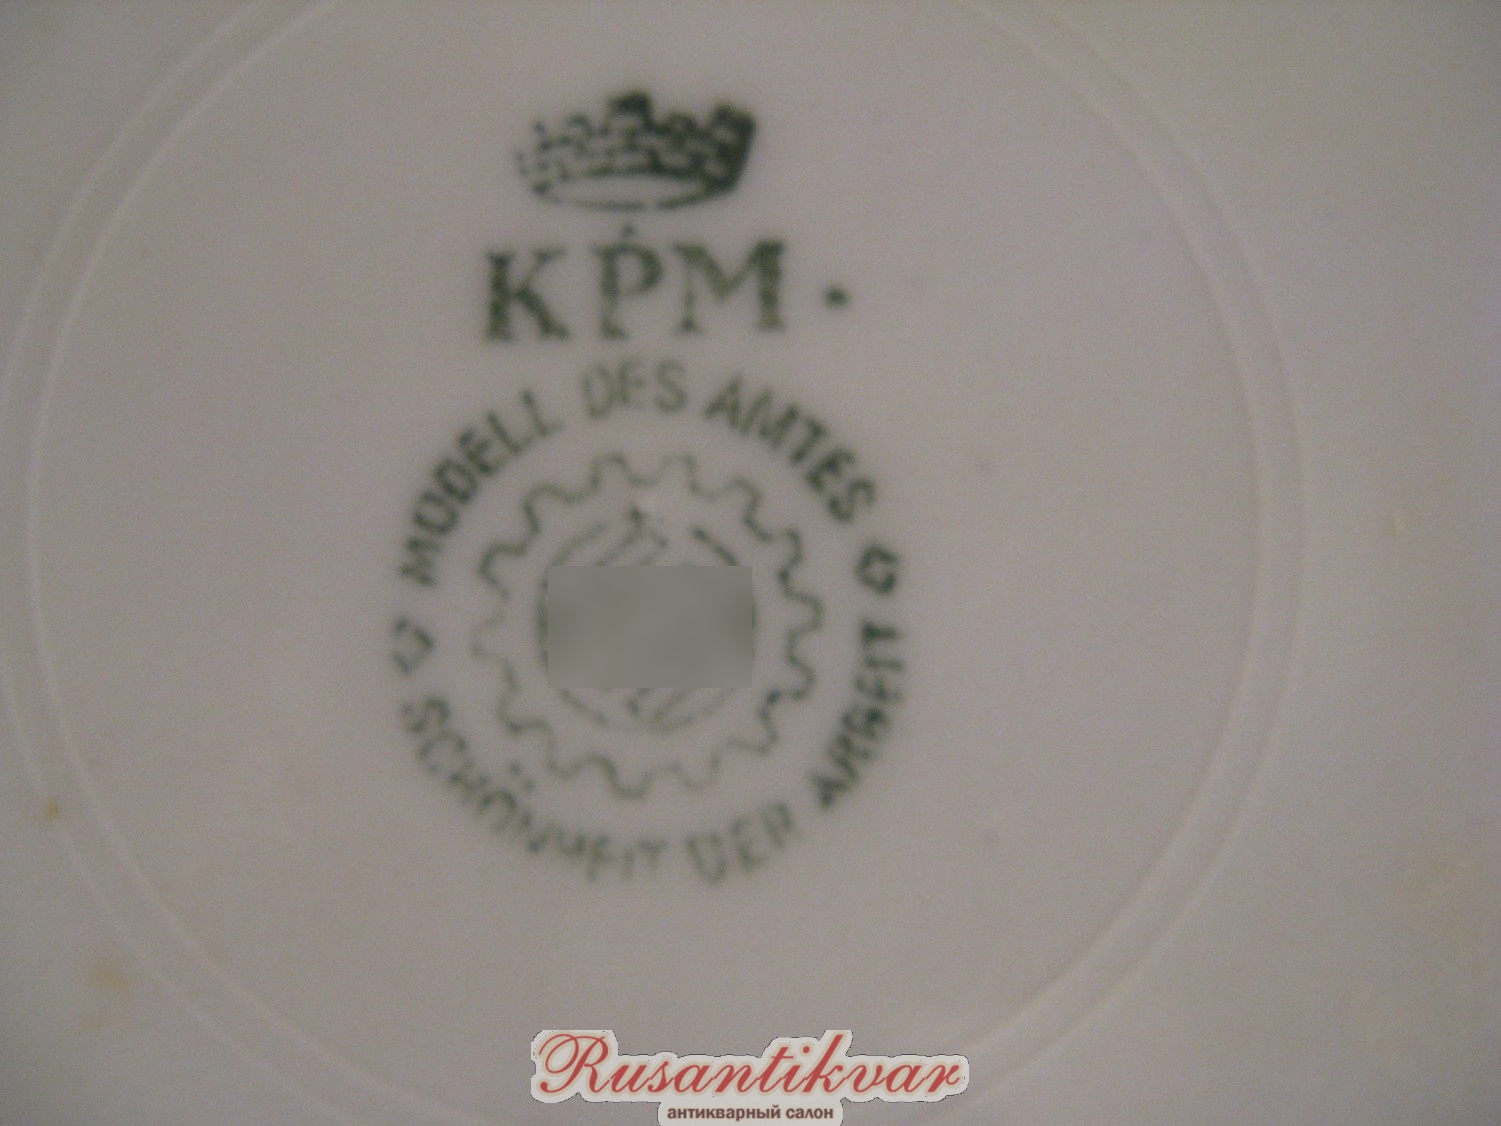 KPM.
MODELL DES AMTES
SCHÖNHEIT DER ARBEIT
Rusantikvar
антикварный салон